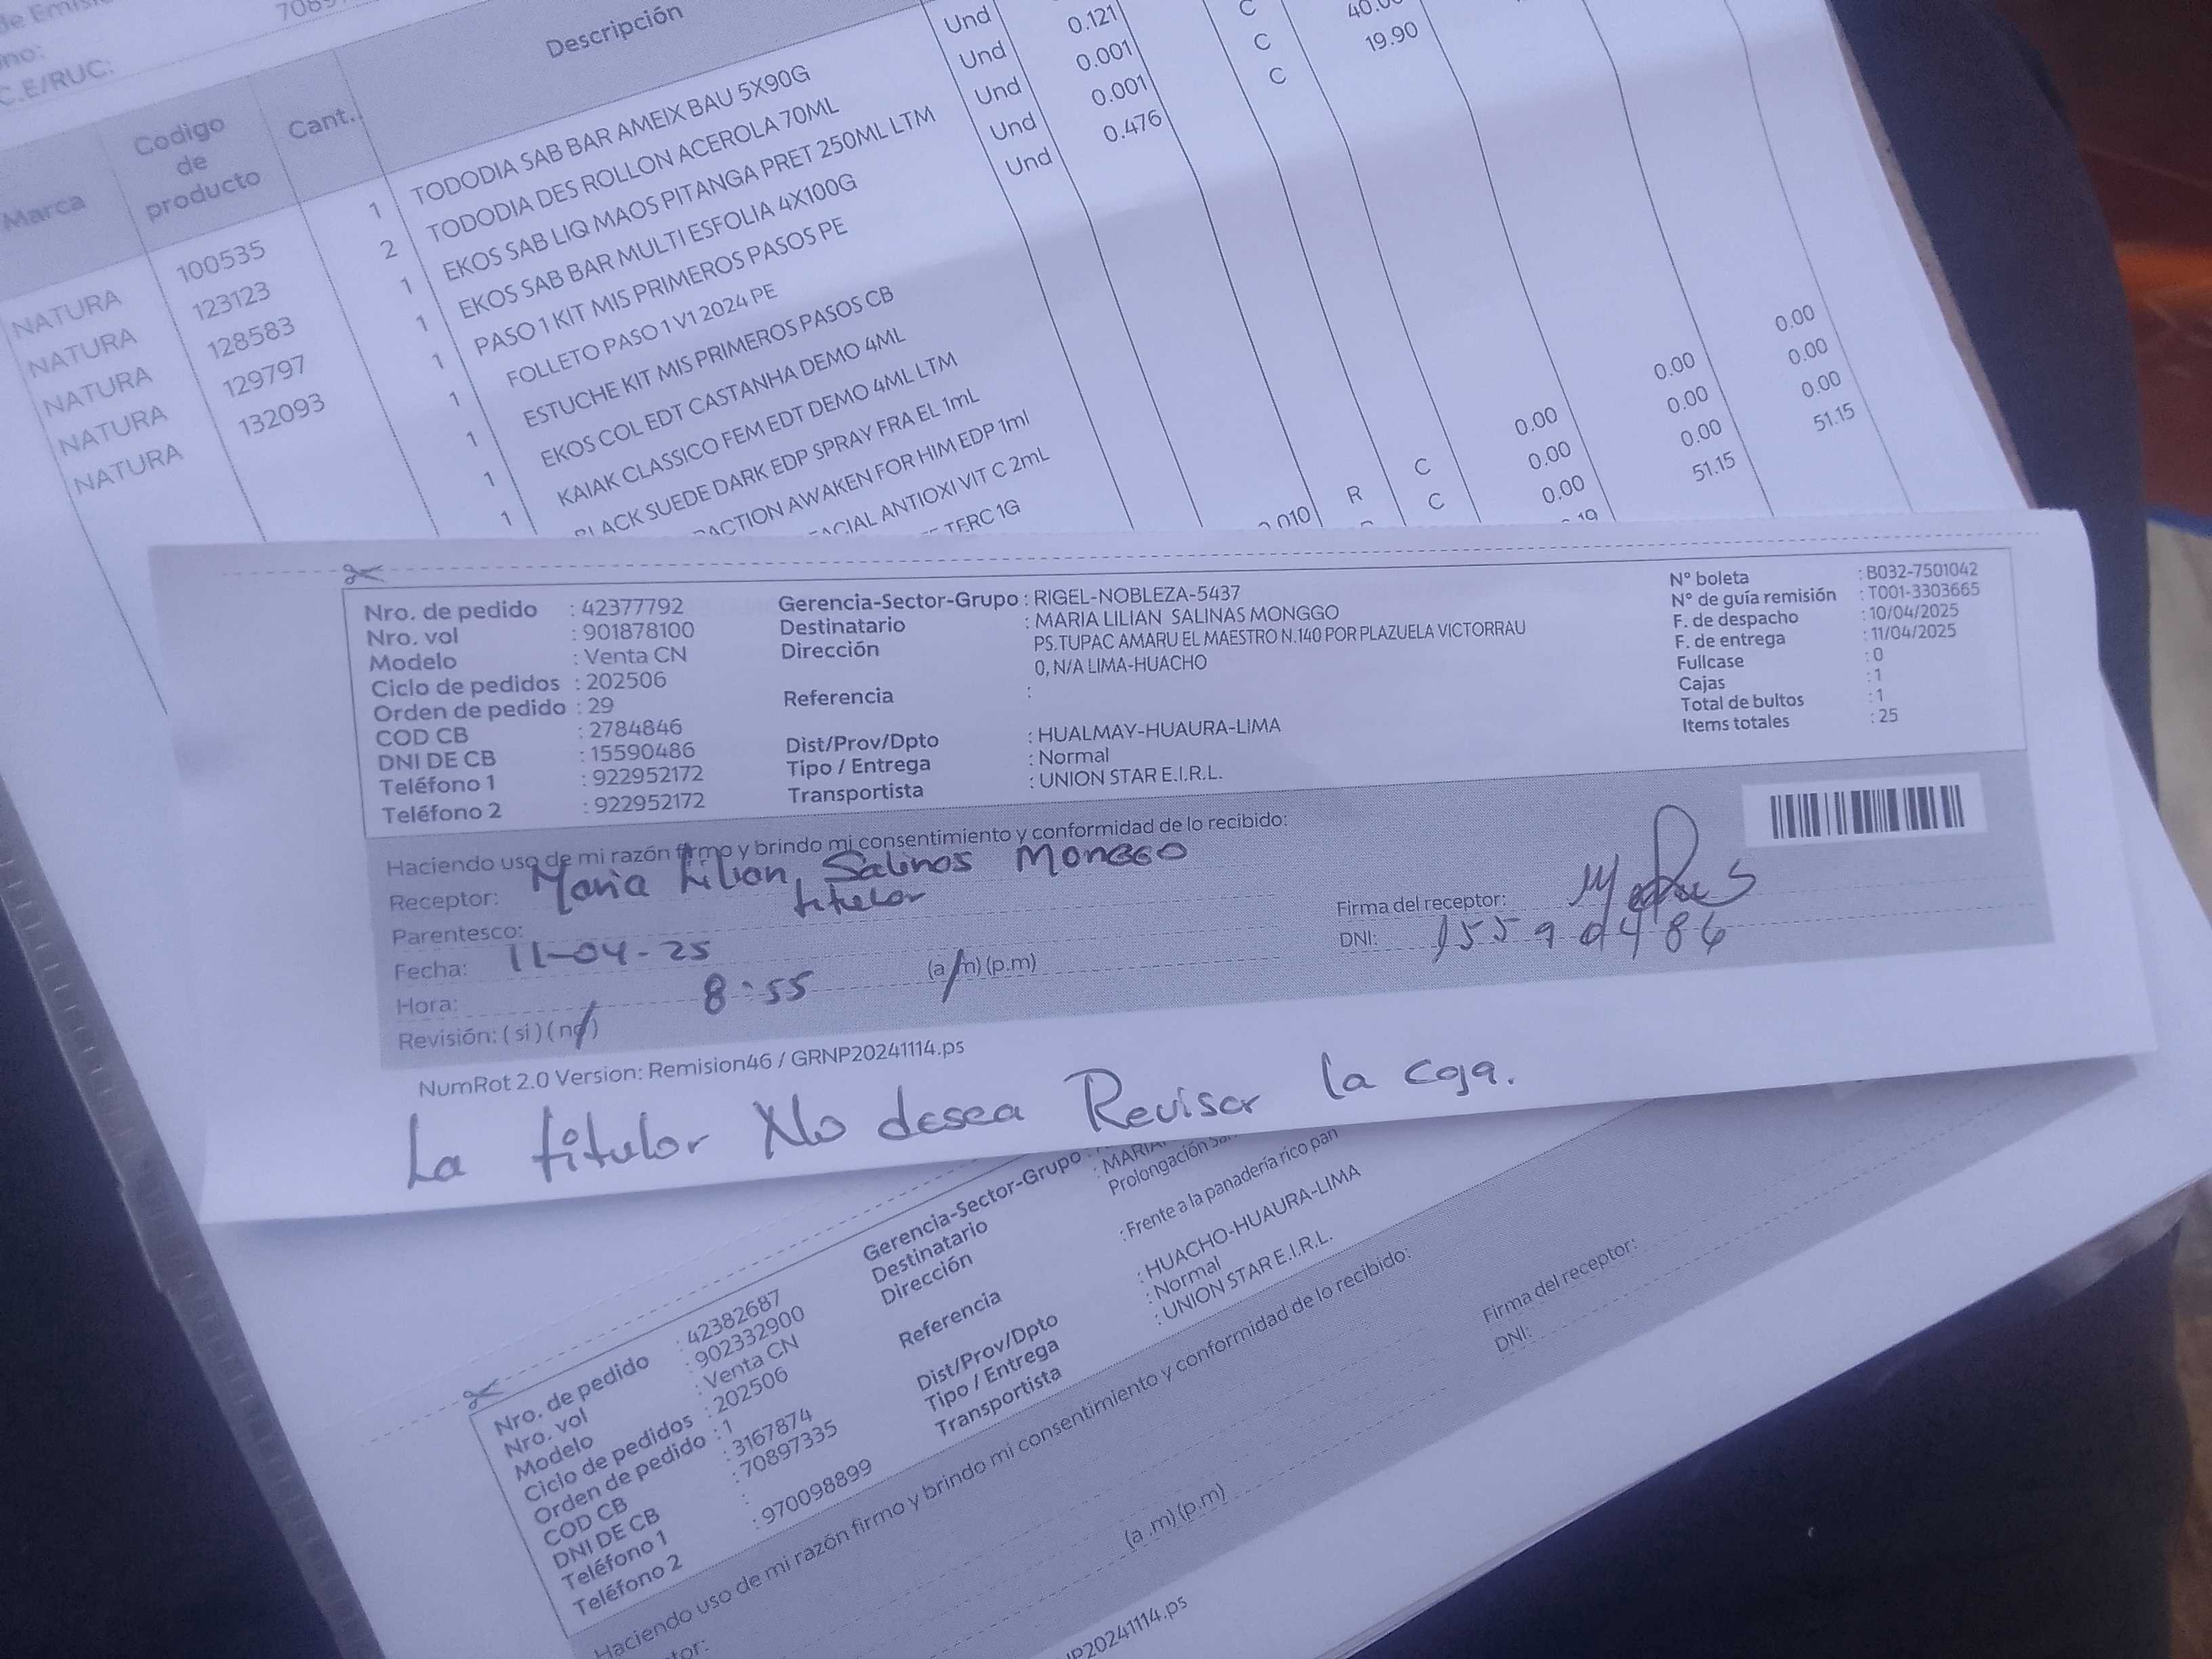 de Emisi
no:
C.E/RUC:
Marca Codigo de producto Cant.. Descripción
NATURA 100535 1 TODODIA SAB BAR AMEIX BAU 5X90G Und 0.121 C
NATURA 123123 2 TODODIA DES ROLLON ACEROLA 70ML Und 0.001 C 19.90
NATURA 128583 1 EKOS SAB LIQ MAOS PITANGA PRET 250ML LTM Und 0.001 C
NATURA 129797 1 EKOS SAB BAR MULTI ESFOLIA 4X100G Und 0.476
NATURA 132093 1 PASO 1 KIT MIS PRIMEROS PASOS PE Und
1 FOLLETO PASO 1 V1 2024 PE
1 ESTUCHE KIT MIS PRIMEROS PASOS CB
1 EKOS COL EDT CASTANHA DEMO 4ML
1 KAIAK CLASSICO FEM EDT DEMO 4ML LTM
BLACK SUEDE DARK EDP SPRAY FRA EL 1mL
ACTION AWAKEN FOR HIM EDP 1ml
ACIAL ANTIOXI VIT C 2mL
TERC 1G
0.010 R C 0.00 0.00 0.00
C 0.00 0.00 0.00
0.00 0.00 0.00
51.15 51.15
Nro. de pedido : 42377792
Nro. vol : 901878100
Modelo : Venta CN
Ciclo de pedidos : 202506
Orden de pedido : 29
COD CB : 2784846
DNI DE CB : 15590486
Teléfono 1 : 922952172
Teléfono 2 : 922952172
Gerencia-Sector-Grupo : RIGEL-NOBLEZA-5437
Destinatario : MARIA LILIAN SALINAS MONGGO
Dirección PS.TUPAC AMARU EL MAESTRO N.140 POR PLAZUELA VICTORRAU
0, N/A LIMA-HUACHO
Referencia :
Dist/Prov/Dpto : HUALMAY-HUAURA-LIMA
Tipo / Entrega : Normal
Transportista : UNION STAR E.I.R.L.
N° boleta : B032-7501042
N° de guía remisión : T001-3303665
F. de despacho : 10/04/2025
F. de entrega : 11/04/2025
Fullcase : 0
Cajas : 1
Total de bultos : 1
Items totales : 25
Haciendo uso de mi razón firmo y brindo mi consentimiento y conformidad de lo recibido:
Receptor: Maria Lilian Salinas Monggo
Parentesco: titular
Fecha: 11-04-25
Hora: 8:55 (a.m) (p.m)
Revisión: ( si ) ( no )
Firma del receptor:
DNI: 15590486
NumRot 2.0 Version: Remision46 / GRNP20241114.ps
La titular No desea Revisar la caja.
Nro. de pedido : 42382687
Nro. vol : 902332900
Modelo : Venta CN
Ciclo de pedidos : 202506
Orden de pedido : 1
COD CB : 3167874
DNI DE CB : 70897335
Teléfono 1 :
Teléfono 2 : 970098899
Gerencia-Sector-Grupo :
Destinatario : MARIA
Dirección Prolongación
Referencia : Frente a la panadería rico pan
Dist/Prov/Dpto : HUACHO-HUAURA-LIMA
Tipo / Entrega : Normal
Transportista : UNION STAR E.I.R.L.
Haciendo uso de mi razón firmo y brindo mi consentimiento y conformidad de lo recibido:
tor:
(a .m) (p.m)
Firma del receptor:
DNI:
P20241114.ps